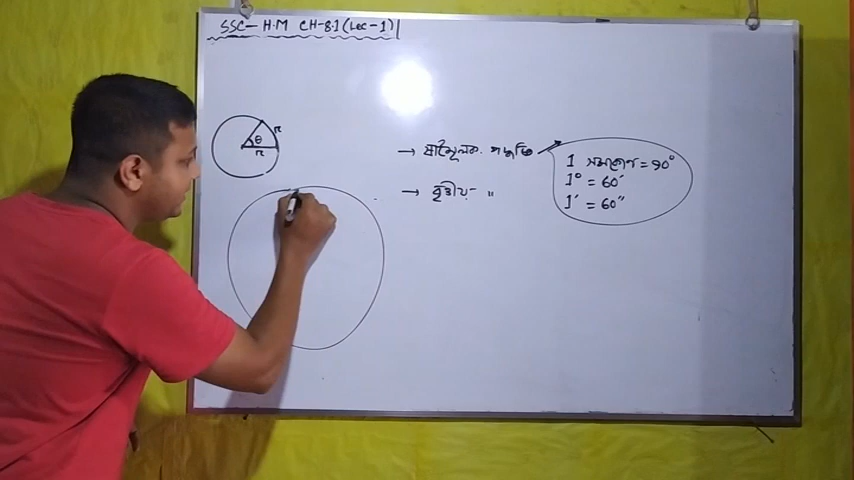 SSC- H.M CH-8.1 (Lec-1)
θ
r
r
→ ষাটমূলক পদ্ধতি
→ বৃত্তীয় "
1 সমকোণ = 90°
1° = 60'
1' = 60"